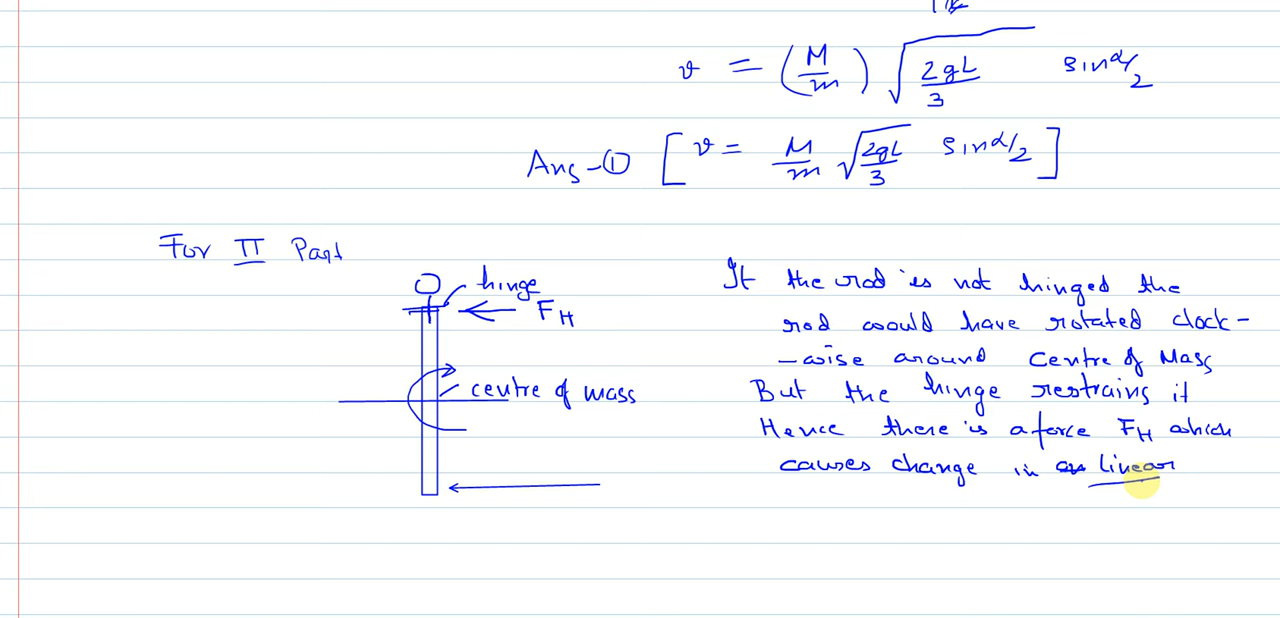 v = (M/m) √(2gL/3) sin α/2
Ans-① [v = M/m √(2gL/3) sin α/2]
For II Part
hinge
F_H
centre of mass
If the rod is not hinged the
rod would have rotated clock-
-wise around Centre of Mass
But the hinge restrains it
Hence there is a force F_H which
causes change in Linear